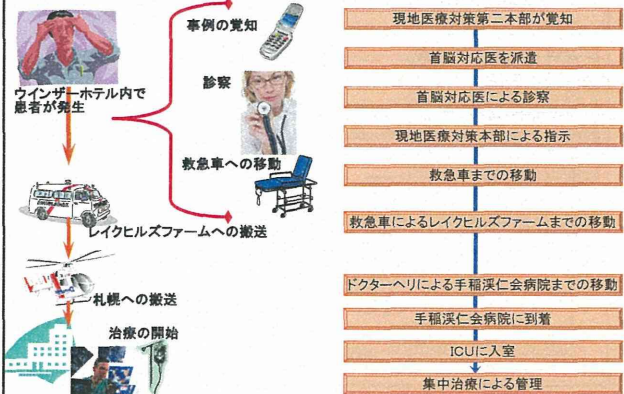 事例の覚知
ウインザーホテル内で
患者が発生
診察
救急車への移動
レイクヒルズファームへの搬送
札幌への搬送
治療の開始
現地医療対策第二本部が覚知
首脳対応医を派遣
首脳対応医による診察
現地医療対策本部による指示
救急車までの移動
救急車によるレイクヒルズファームまでの移動
ドクターヘリによる手稲渓仁会病院までの移動
手稲渓仁会病院に到着
ICUに入室
集中治療による管理